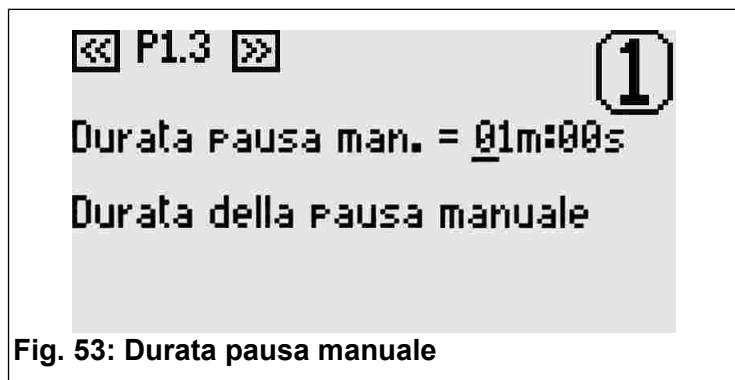 ≪ P1.3 ≫ 1
Durata pausa man. = 01m:00s
Durata della pausa manuale
Fig. 53: Durata pausa manuale